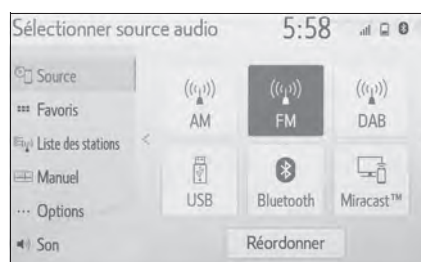 Sélectionner source audio 5:58
Source
Favoris
Liste des stations
Manuel
Options
Son
AM FM DAB
USB Bluetooth Miracast™
Réordonner